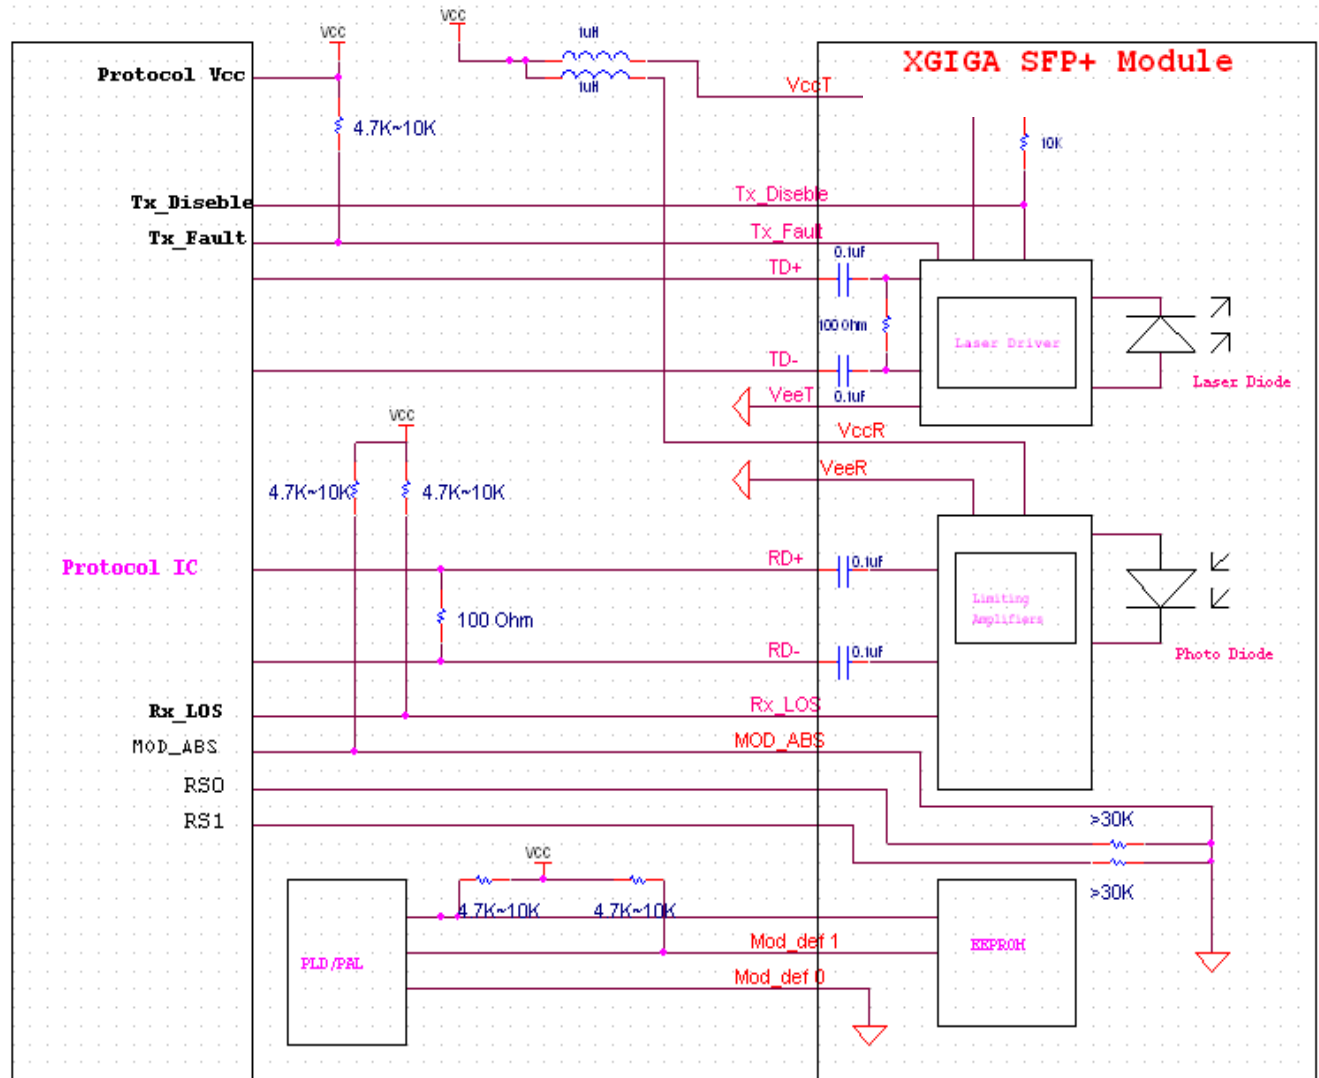 VCC
VCC
1uH
1uH
XGIGA SFP+ Module
Protocol Vcc
VccT
4.7K~10K
10K
Tx_Diseble
Tx_Diseble
Tx_Fault
Tx_Fault
0.1uf
TD+
100 Ohm
Laser Driver
TD-
Laser Diode
VeeT
0.1uf
VCC
VccR
VeeR
4.7K~10K
4.7K~10K
RD+
0.1uf
Protocol IC
Limiting
Amplifiers
100 Ohm
RD-
0.1uf
Photo Diode
Rx_LOS
Rx_LOS
MOD_ABS
MOD_ABS
RS0
RS1
>30K
VCC
>30K
4.7K~10K
4.7K~10K
Mod_def 1
EEPROM
PLD/PAL
Mod_def 0